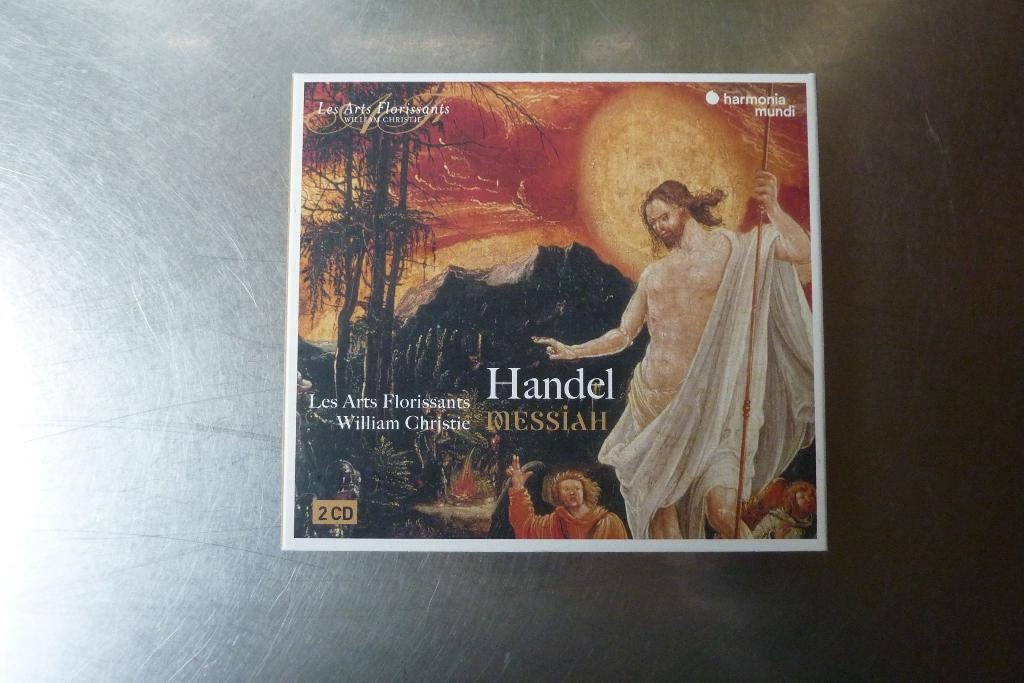 Les Arts Florissants
WILLIAM CHRISTIE
harmonia
mundi
Handel
MESSiAH
Les Arts Florissants
William Christie
2 CD